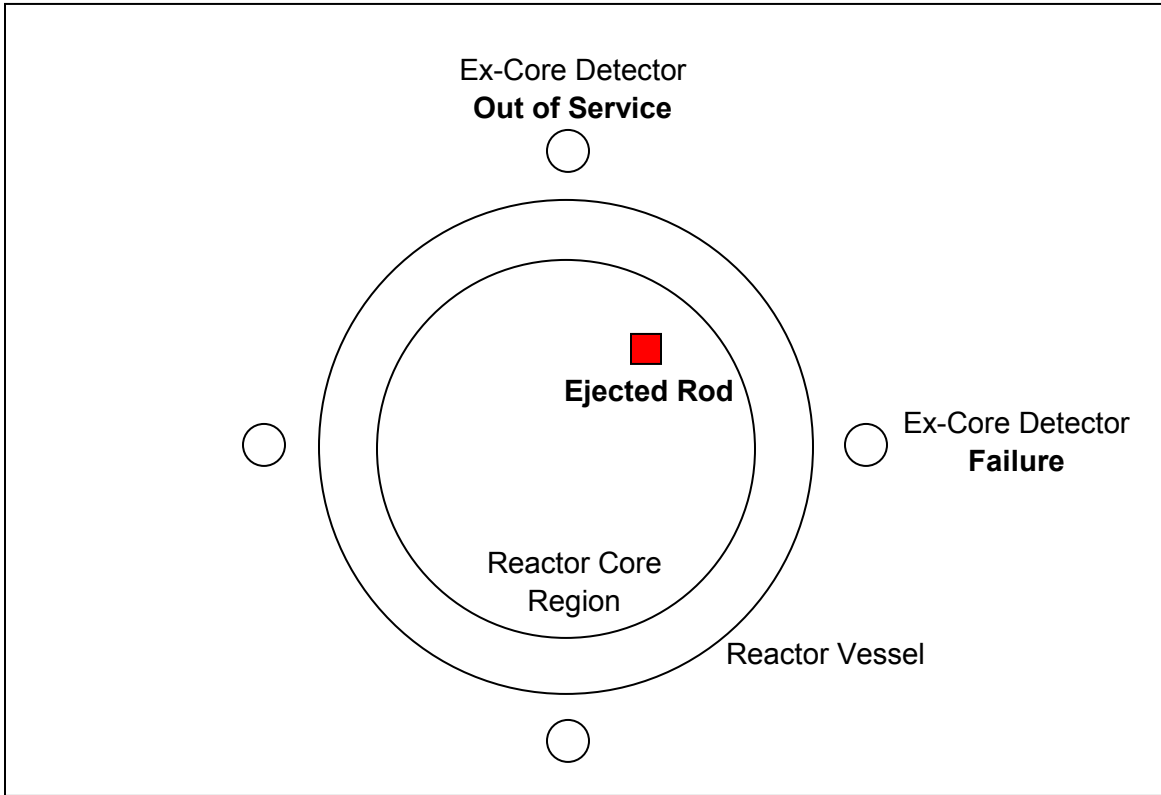 Ex-Core Detector
Out of Service
Ejected Rod
Ex-Core Detector
Failure
Reactor Core
Region
Reactor Vessel